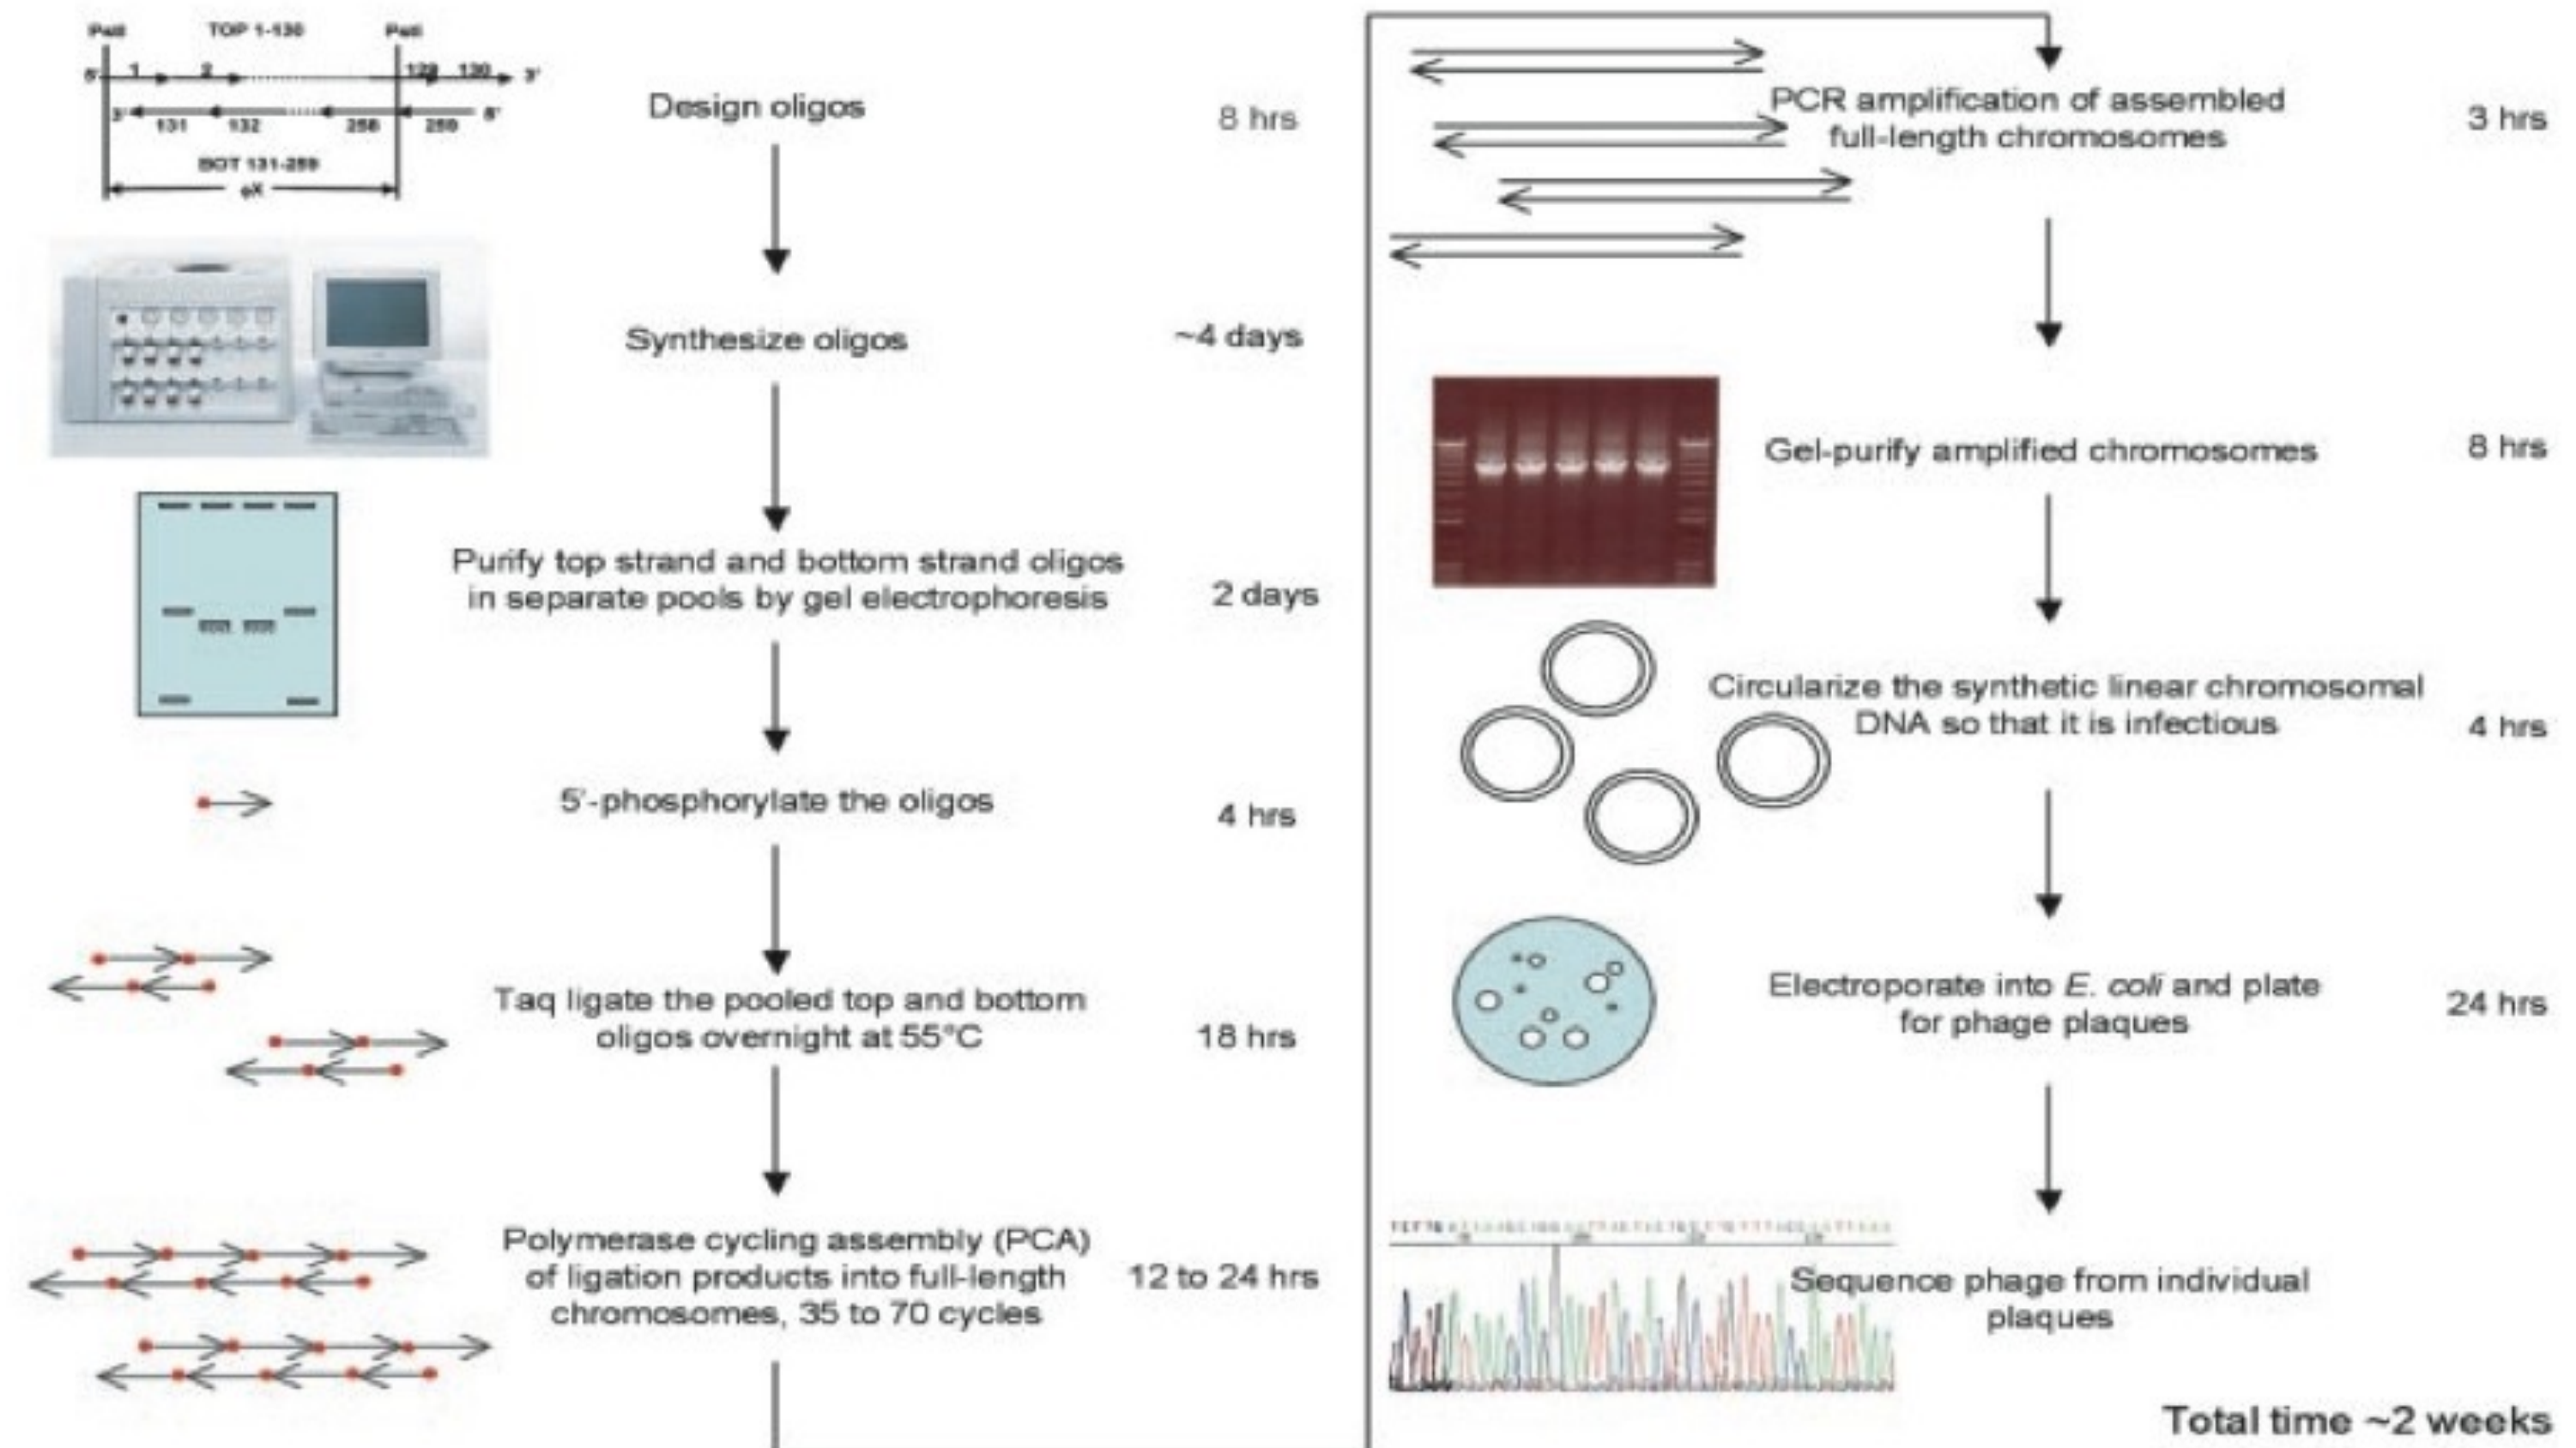 PstI TOP 1-130 PstI
5' 1 2 129 130 3'
3' 5'
131 132 258 259
BOT 131-259
φX
Design oligos
8 hrs
Synthesize oligos
~4 days
Purify top strand and bottom strand oligos
in separate pools by gel electrophoresis
2 days
5'-phosphorylate the oligos
4 hrs
Taq ligate the pooled top and bottom
oligos overnight at 55°C
18 hrs
Polymerase cycling assembly (PCA)
of ligation products into full-length
chromosomes, 35 to 70 cycles
12 to 24 hrs
PCR amplification of assembled
full-length chromosomes
3 hrs
Gel-purify amplified chromosomes
8 hrs
Circularize the synthetic linear chromosomal
DNA so that it is infectious
4 hrs
Electroporate into E. coli and plate
for phage plaques
24 hrs
Sequence phage from individual
plaques
Total time ~2 weeks